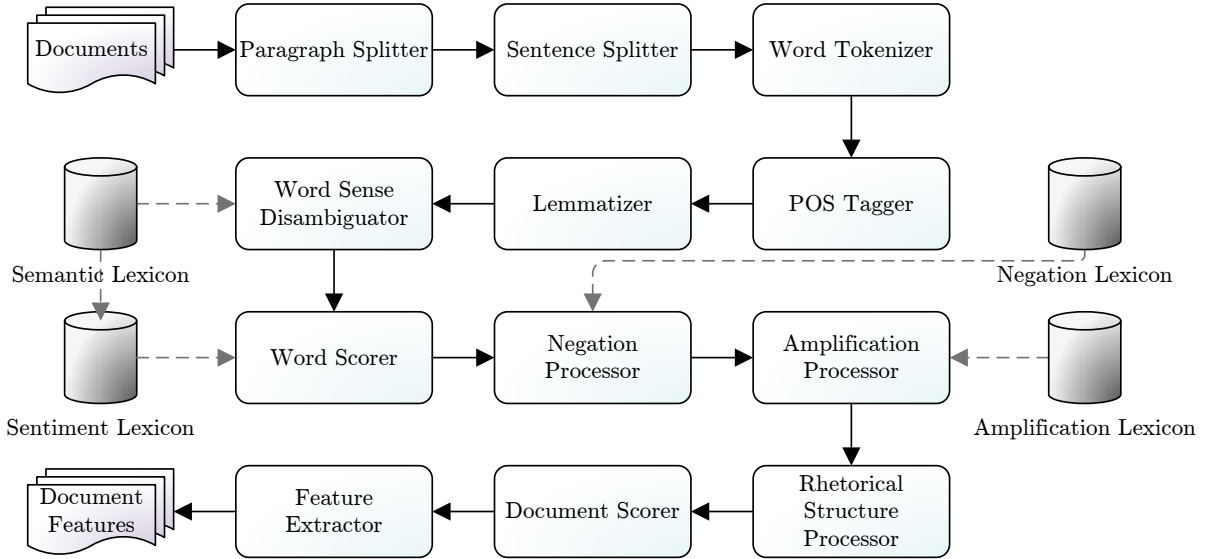 Documents
Paragraph Splitter
Sentence Splitter
Word Tokenizer
Word Sense
Disambiguator
Lemmatizer
POS Tagger
Semantic Lexicon
Negation Lexicon
Word Scorer
Negation
Processor
Amplification
Processor
Sentiment Lexicon
Amplification Lexicon
Document
Features
Feature
Extractor
Document Scorer
Rhetorical
Structure
Processor